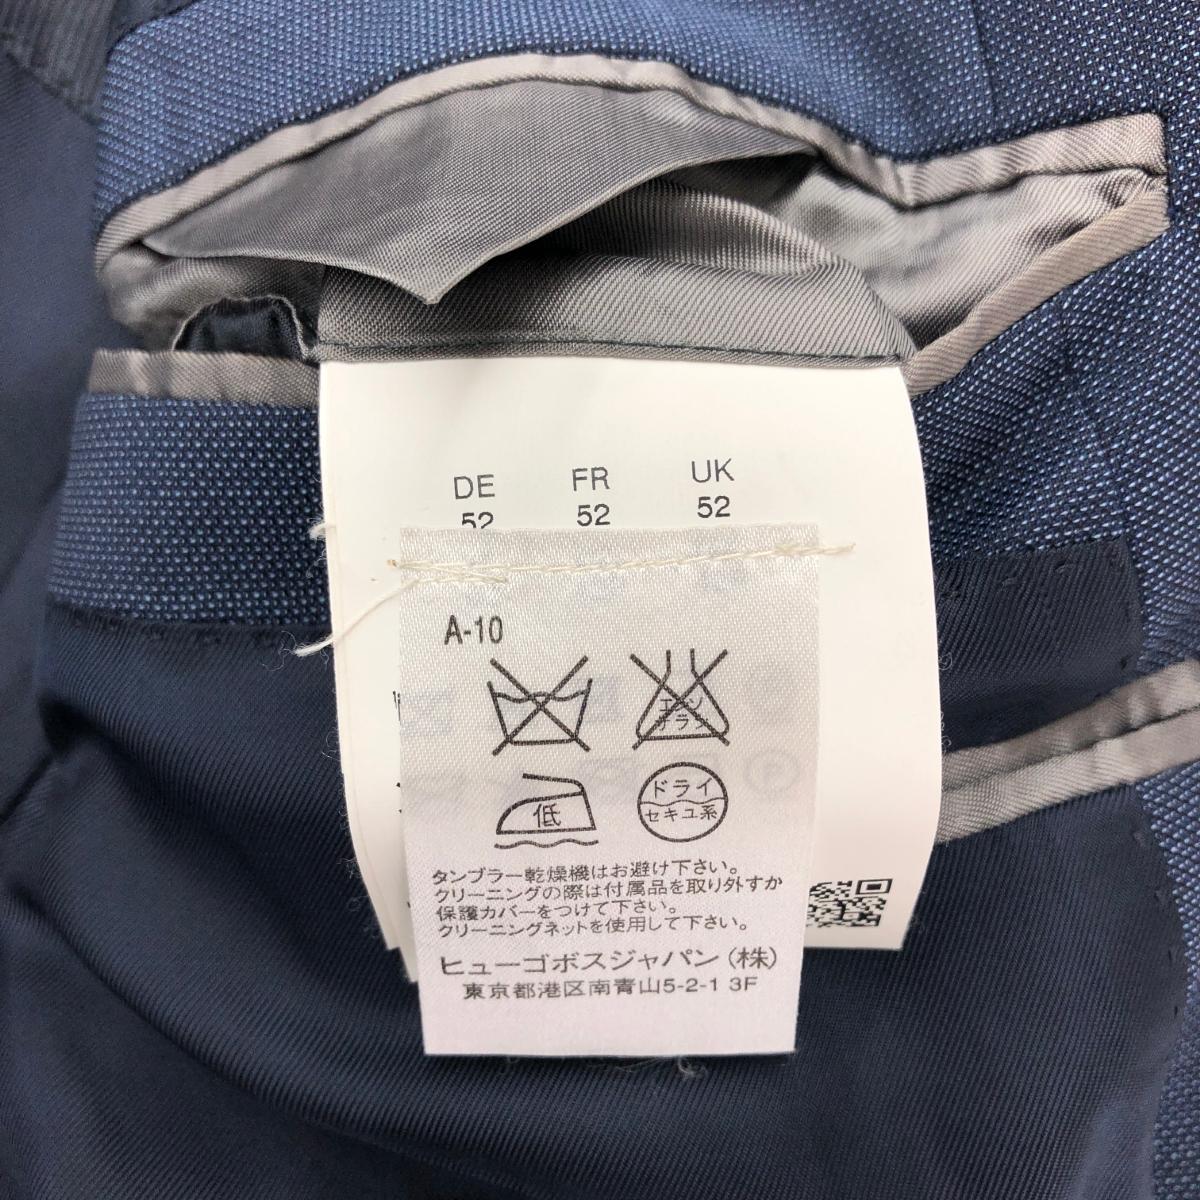 DE FR UK
52 52 52
A-10
エンソ
サラシ
低
ドライ
セキユ系
タンブラー乾燥機はお避け下さい。
クリーニングの際は付属品を取り外すか
保護カバーをつけて下さい。
クリーニングネットを使用して下さい。
ヒューゴボスジャパン(株)
東京都港区南青山5-2-1 3F